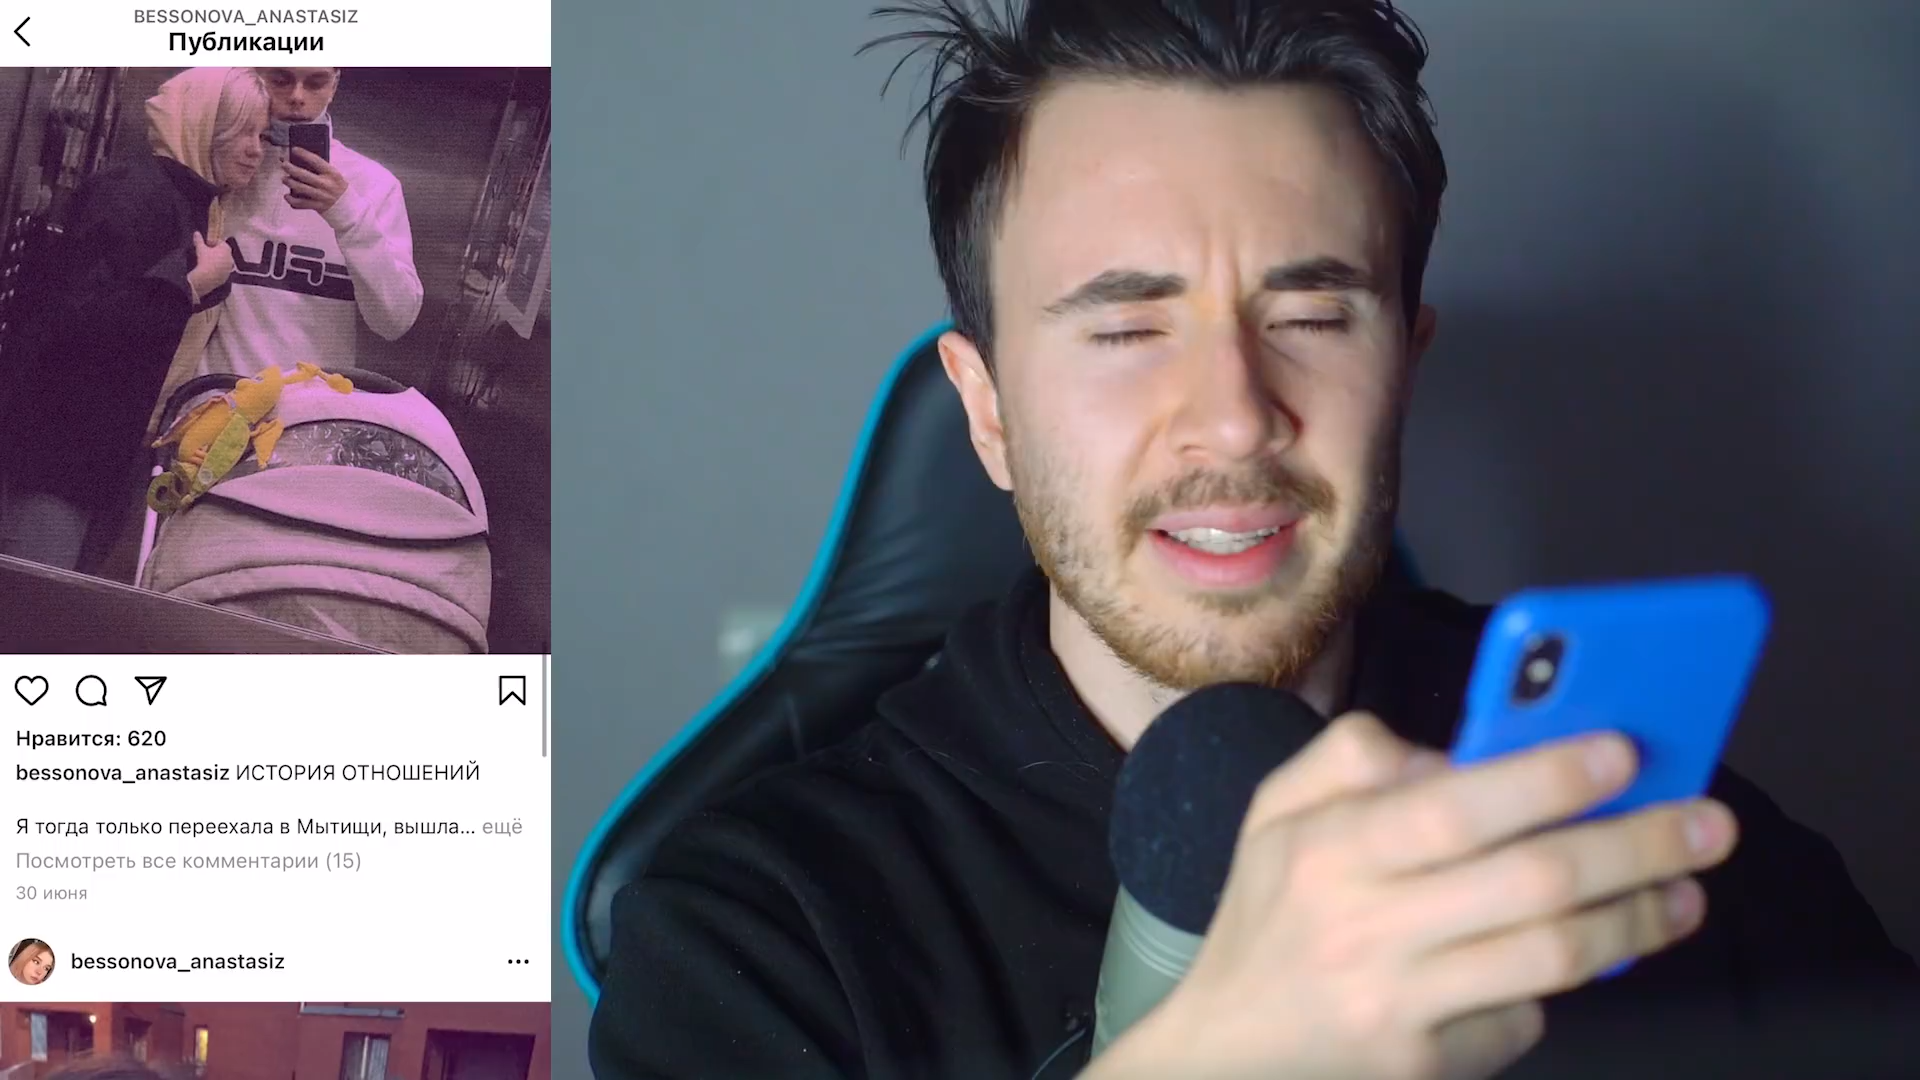 BESSONOVA_ANASTASIZ
Публикации
FILA
Нравится: 620
bessonova_anastasiz ИСТОРИЯ ОТНОШЕНИЙ
Я тогда только переехала в Мытищи, вышла... ещё
Посмотреть все комментарии (15)
30 июня
bessonova_anastasiz